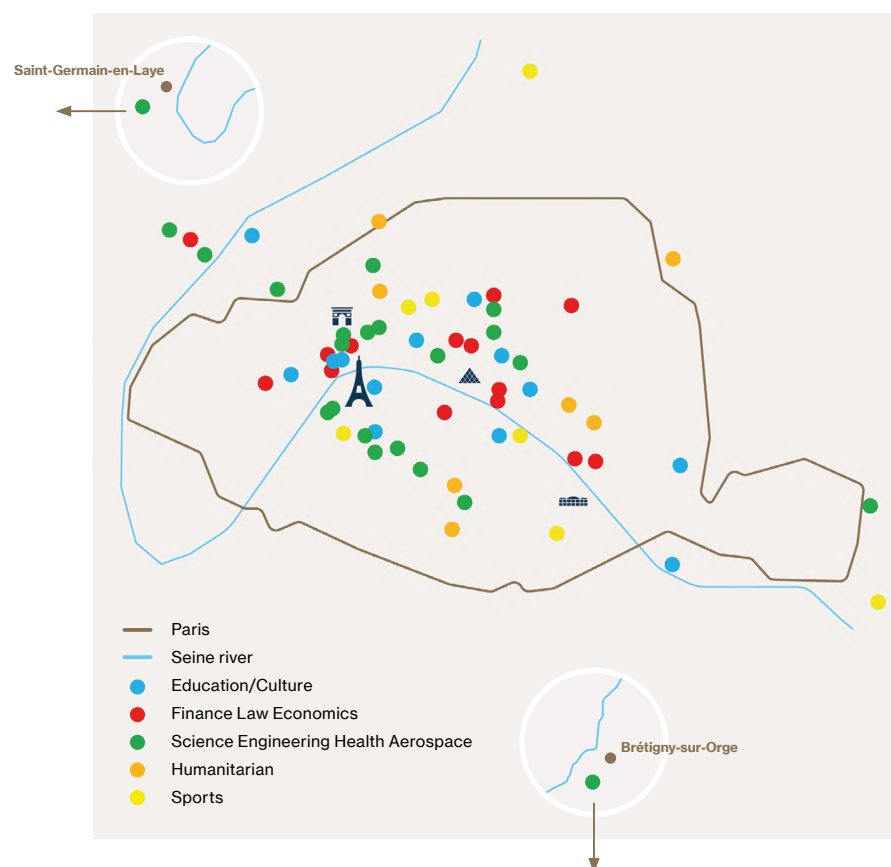 Saint-Germain-en-Laye
Paris
Seine river
Education/Culture
Finance Law Economics
Science Engineering Health Aerospace
Humanitarian
Sports
Brétigny-sur-Orge